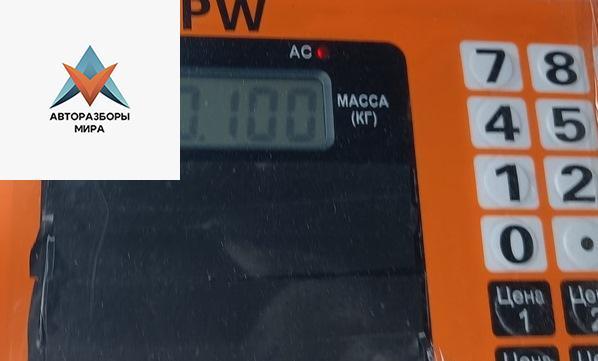 PW
АВТОРАЗБОРЫ
МИРА
AC
0.100
МАССА
(КГ)
7 8
4 5
1 2
0 .
Цена
1